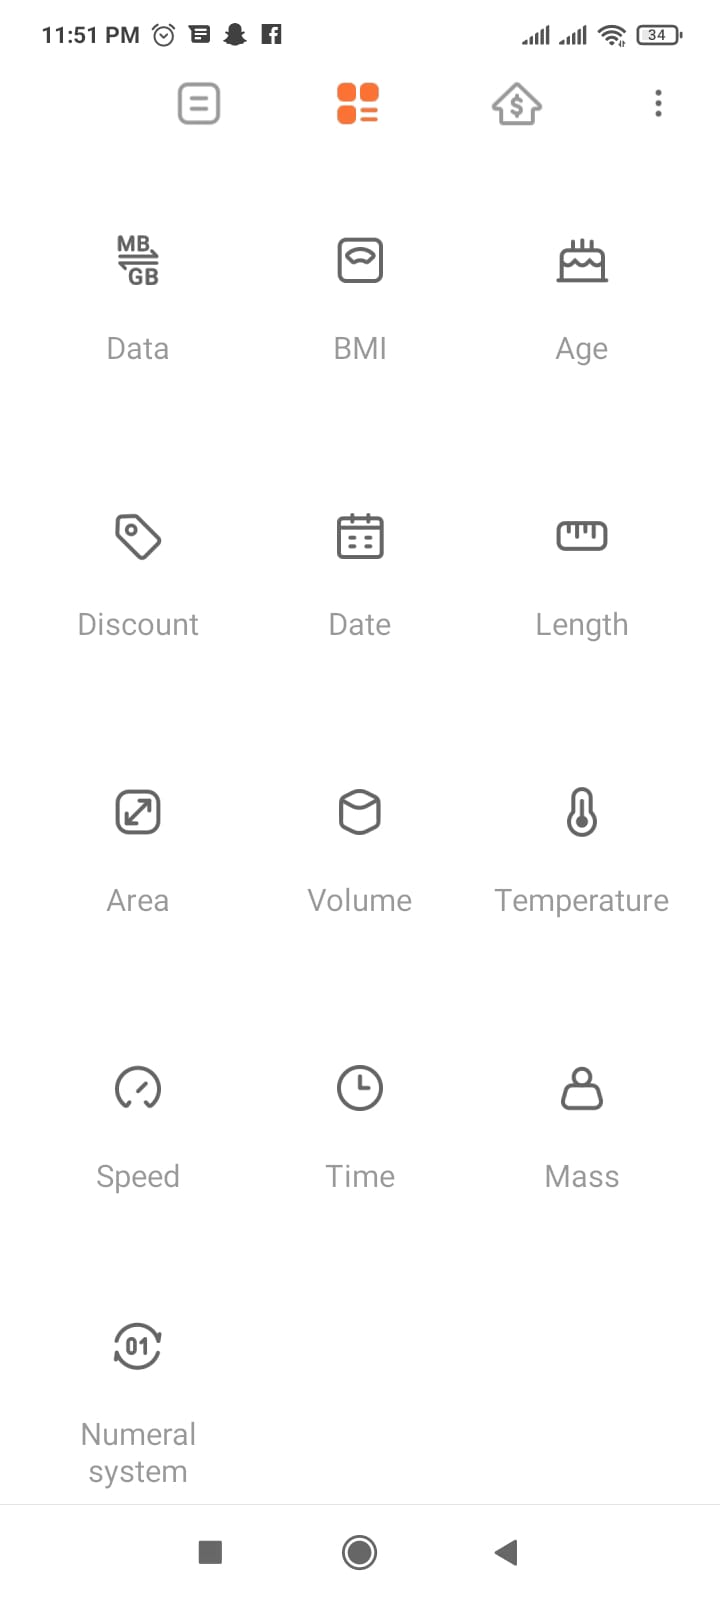 11:51 PM 34
MB
GB
Data BMI Age
Discount Date Length
Area Volume Temperature
Speed Time Mass
01
Numeral
system